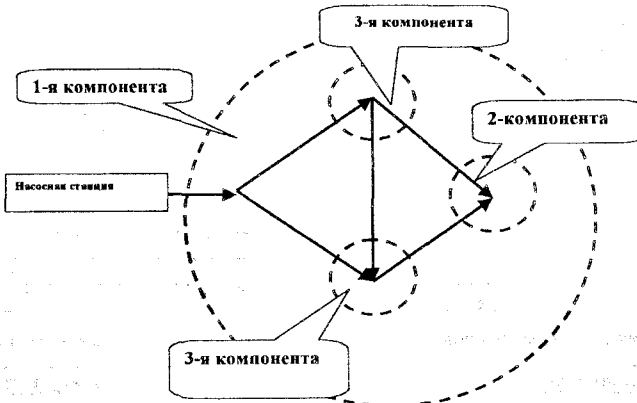 3-я компонента
1-я компонента
2-компонента
Насосная станция
3-я компонента